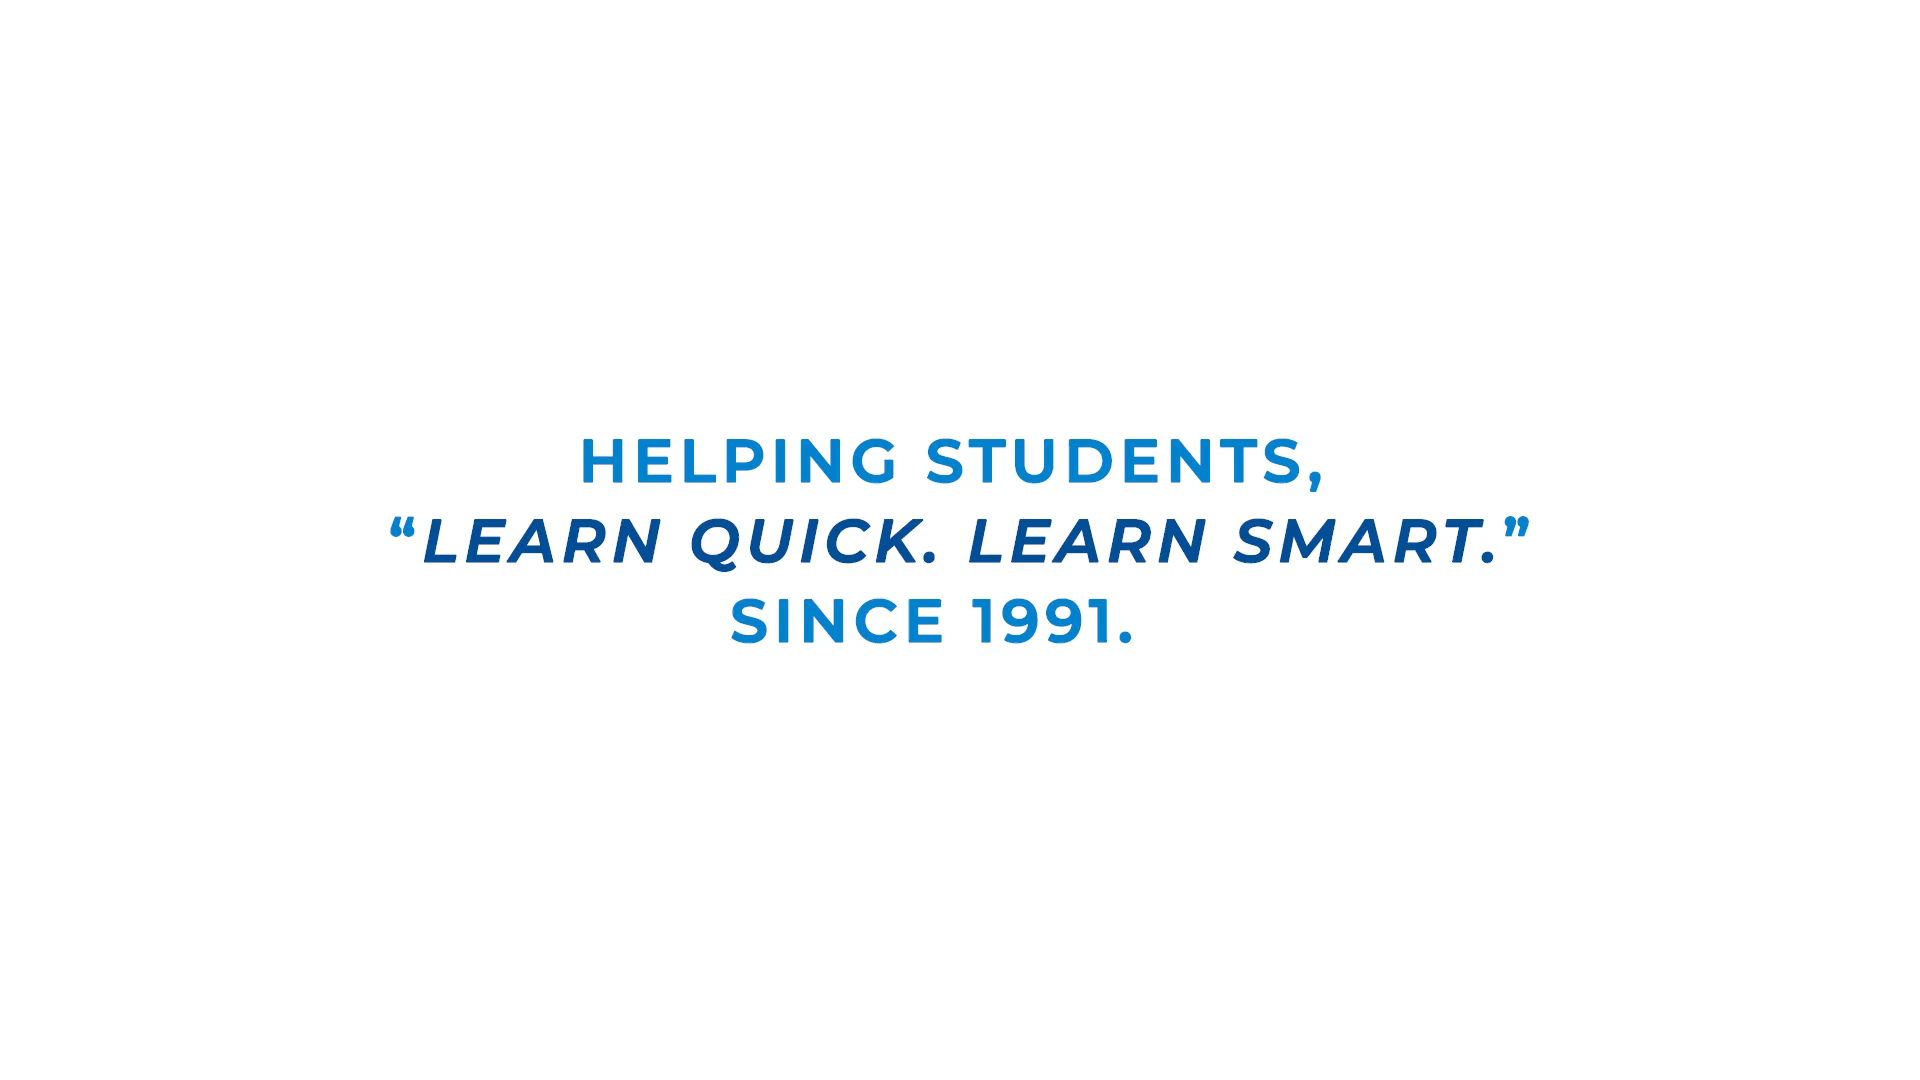 HELPING STUDENTS,
“LEARN QUICK. LEARN SMART.”
SINCE 1991.